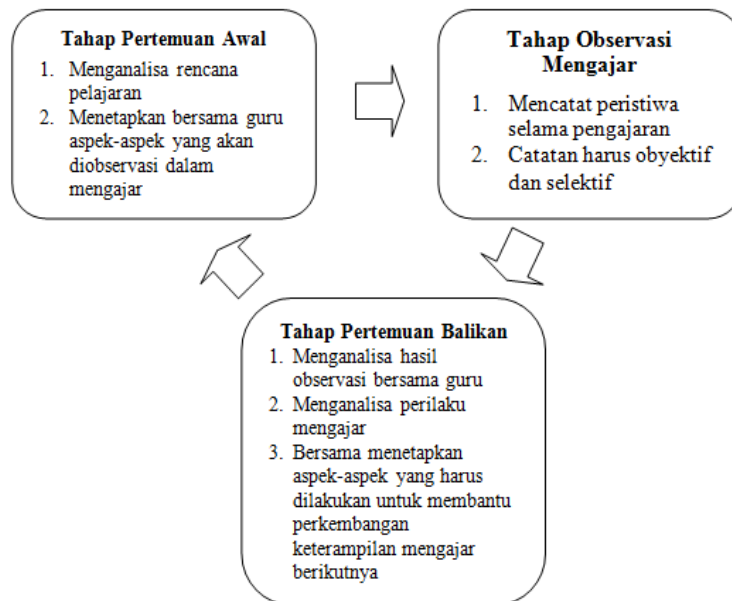 Tahap Pertemuan Awal
1. Menganalisa rencana
pelajaran
2. Menetapkan bersama guru
aspek-aspek yang akan
diobservasi dalam
mengajar
Tahap Observasi
Mengajar
1. Mencatat peristiwa
selama pengajaran
2. Catatan harus obyektif
dan selektif
Tahap Pertemuan Balikan
1. Menganalisa hasil
observasi bersama guru
2. Menganalisa perilaku
mengajar
3. Bersama menetapkan
aspek-aspek yang harus
dilakukan untuk membantu
perkembangan
keterampilan mengajar
berikutnya